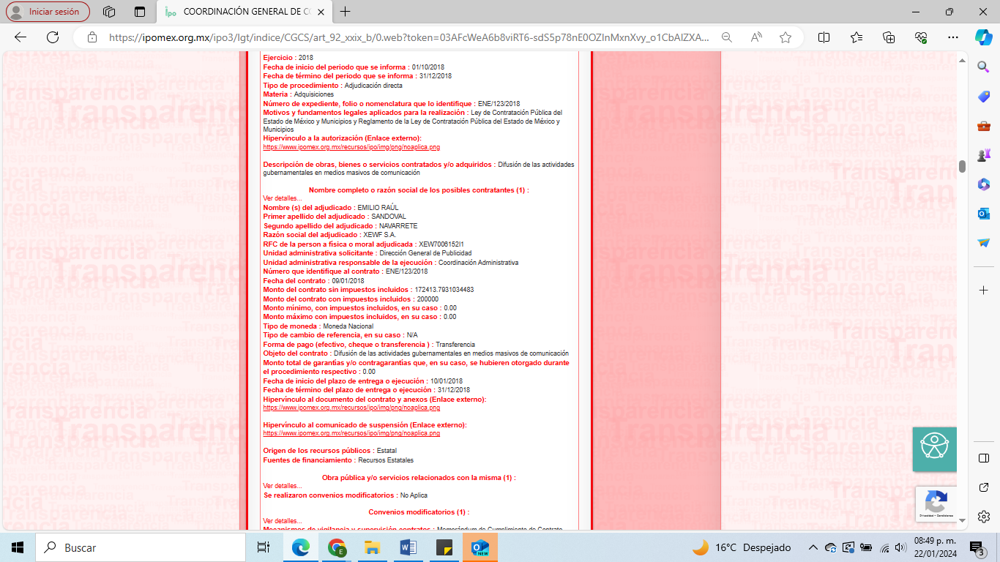 Iniciar sesión
COORDINACIÓN GENERAL DE CO
https://ipomex.org.mx/ipo3/lgt/indice/CGCS/art_92_xxix_b/0.web?token=03AFcWeA6b8viRT6-sdS5p78nE0OZInMxnXvy_o1CbAIZXA...
Ejercicio : 2018
Fecha de inicio del periodo que se informa : 01/10/2018
Fecha de término del periodo que se informa : 31/12/2018
Tipo de procedimiento : Adjudicación directa
Materia : Adquisiciones
Número de expediente, folio o nomenclatura que lo identifique : ENE/123/2018
Motivos y fundamentos legales aplicados para la realización : Ley de Contratación Pública del
Estado de México y Municipios y Reglamento de la Ley de Contratación Pública del Estado de México y
Municipios
Hipervínculo a la autorización (Enlace externo):
https://www.ipomex.org.mx/recursos/ipo/img/png/noaplica.png
Descripción de obras, bienes o servicios contratados y/o adquiridos : Difusión de las actividades
gubernamentales en medios masivos de comunicación
Nombre completo o razón social de los posibles contratantes (1) :
Ver detalles...
Nombre (s) del adjudicado : EMILIO RAÚL
Primer apellido del adjudicado : SANDOVAL
Segundo apellido del adjudicado : NAVARRETE
Razón social del adjudicado : XEWF S.A.
RFC de la person a física o moral adjudicada : XEW7006152I1
Unidad administrativa solicitante : Dirección General de Publicidad
Unidad administrativa responsable de la ejecución : Coordinación Administrativa
Número que identifique al contrato : ENE/123/2018
Fecha del contrato : 09/01/2018
Monto del contrato sin impuestos incluidos : 172413.7931034483
Monto del contrato con impuestos incluidos : 200000
Monto mínimo, con impuestos incluidos, en su caso : 0.00
Monto máximo con impuestos incluidos, en su caso : 0.00
Tipo de moneda : Moneda Nacional
Tipo de cambio de referencia, en su caso : N/A
Forma de pago (efectivo, cheque o transferencia ) : Transferencia
Objeto del contrato : Difusión de las actividades gubernamentales en medios masivos de comunicación
Monto total de garantías y/o contragarantías que, en su caso, se hubieren otorgado durante
el procedimiento respectivo : 0.00
Fecha de inicio del plazo de entrega o ejecución : 10/01/2018
Fecha de término del plazo de entrega o ejecución : 31/12/2018
Hipervínculo al documento del contrato y anexos (Enlace externo):
https://www.ipomex.org.mx/recursos/ipo/img/png/noaplica.png
Hipervínculo al comunicado de suspensión (Enlace externo):
https://www.ipomex.org.mx/recursos/ipo/img/png/noaplica.png
Origen de los recursos públicos : Estatal
Fuentes de financiamiento : Recursos Estatales
Obra pública y/o servicios relacionados con la misma (1) :
Ver detalles...
Se realizaron convenios modificatorios : No Aplica
Convenios modificatorios (1) :
Ver detalles...
Mecanismos de vigilancia y supervisión contratos : Memorándum de Cumplimiento de Contrato
Privacidad - Condiciones
Buscar
16°C Despejado
08:49 p. m.
22/01/2024
3